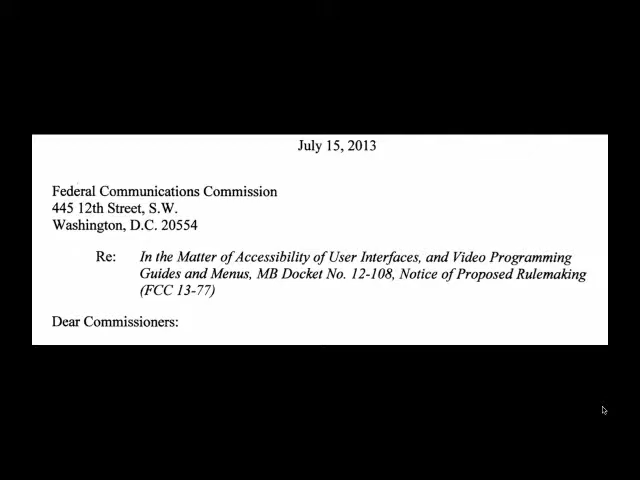 July 15, 2013
Federal Communications Commission
445 12th Street, S.W.
Washington, D.C. 20554
Re: In the Matter of Accessibility of User Interfaces, and Video Programming
Guides and Menus, MB Docket No. 12-108, Notice of Proposed Rulemaking
(FCC 13-77)
Dear Commissioners: